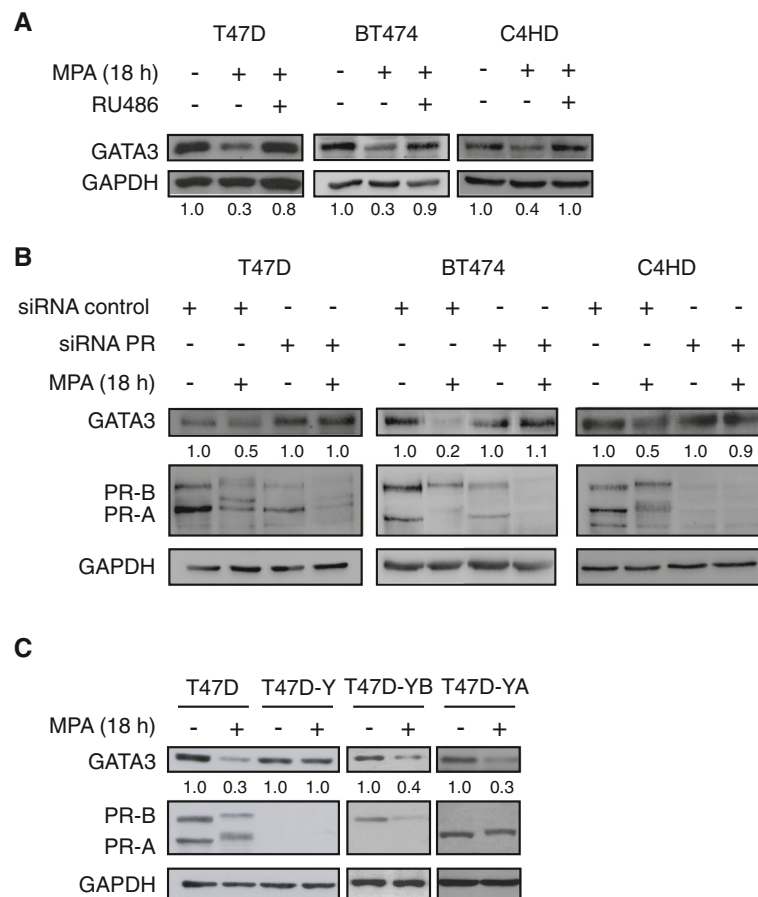 A
T47D BT474 C4HD
MPA (18 h) - + + - + + - + +
RU486 - - + - - + - - +
GATA3
GAPDH
1.0 0.3 0.8 1.0 0.3 0.9 1.0 0.4 1.0
B
T47D BT474 C4HD
siRNA control + + - - + + - - + + - -
siRNA PR - - + + - - + + - - + +
MPA (18 h) - + - + - + - + - + - +
GATA3
1.0 0.5 1.0 1.0 1.0 0.2 1.0 1.1 1.0 0.5 1.0 0.9
PR-B
PR-A
GAPDH
C
T47D T47D-Y T47D-YB T47D-YA
MPA (18 h) - + - + - + - +
GATA3
1.0 0.3 1.0 1.0 1.0 0.4 1.0 0.3
PR-B
PR-A
GAPDH